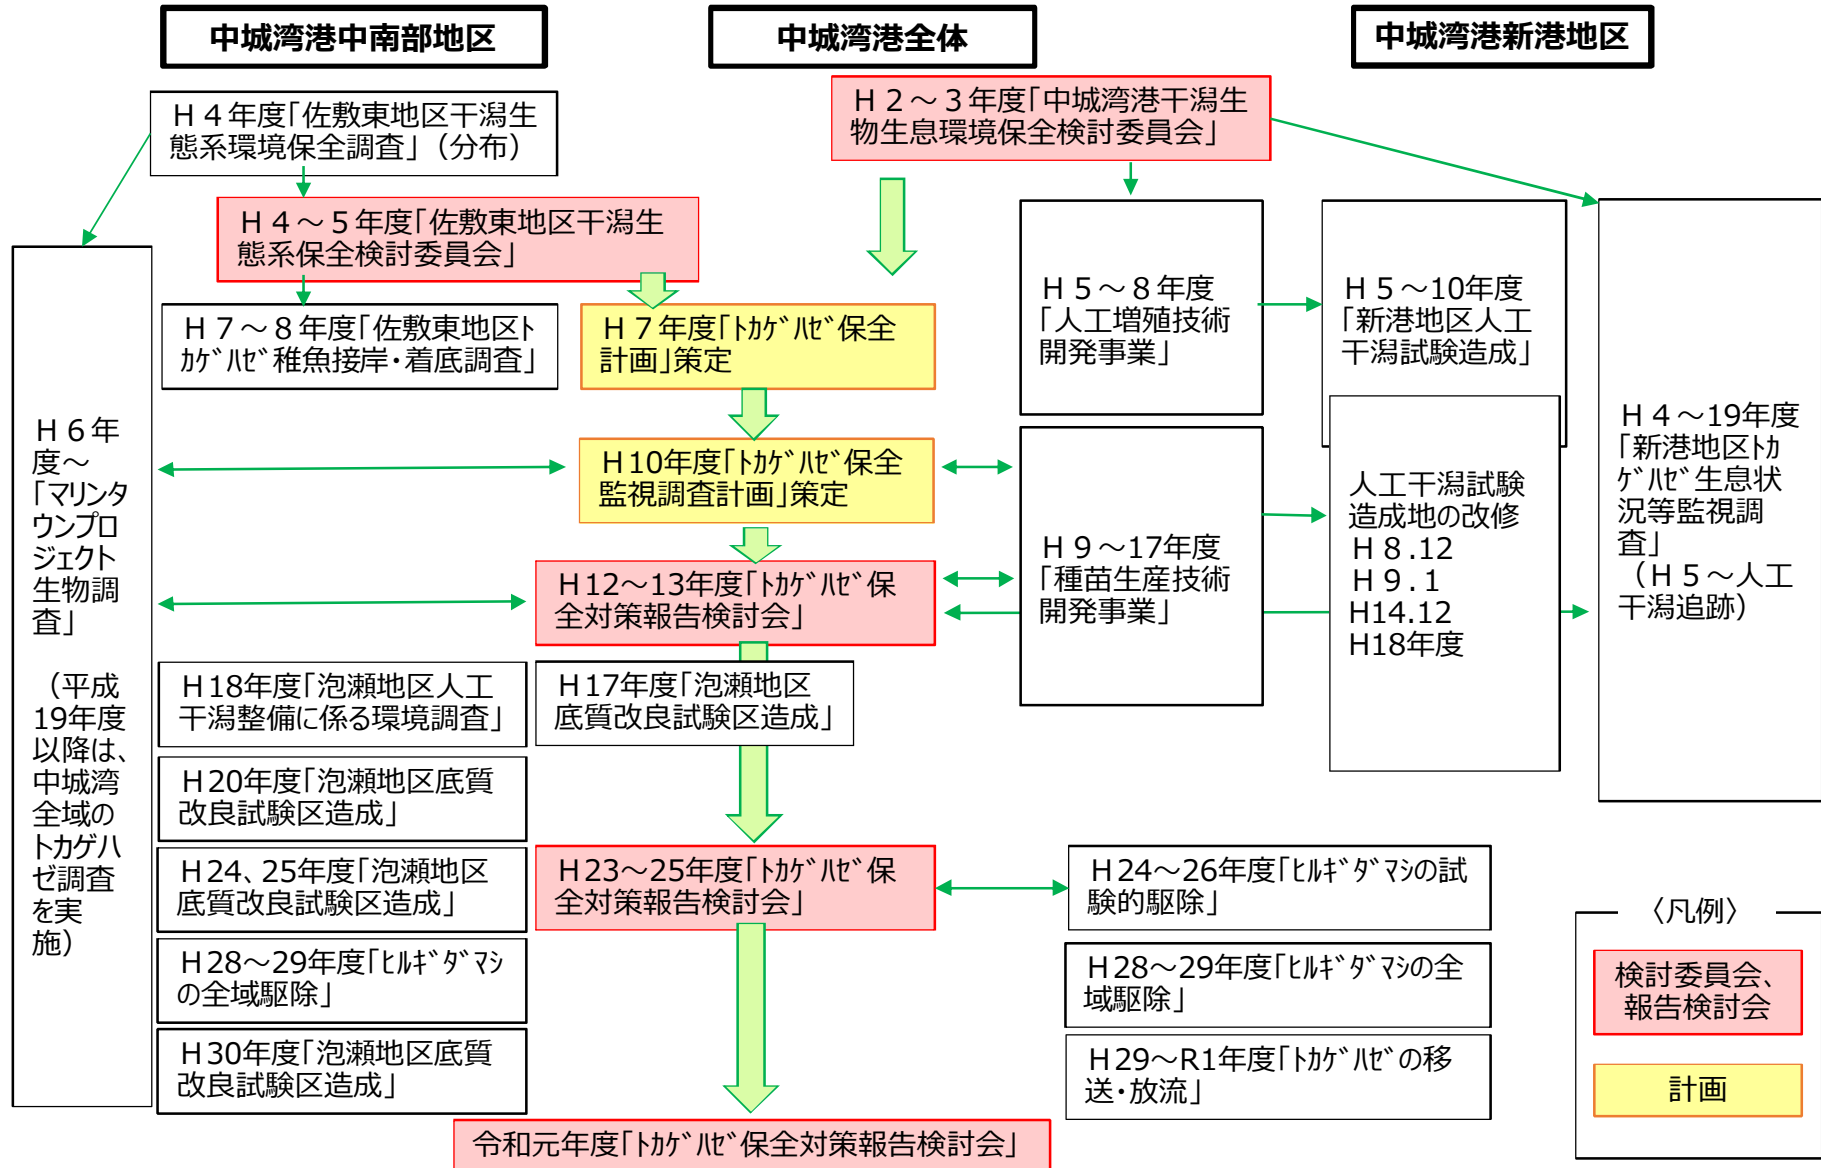 中城湾港中南部地区
中城湾港全体
中城湾港新港地区
Ｈ４年度「佐敷東地区干潟生
態系環境保全調査」（分布）
Ｈ２～３年度「中城湾港干潟生
物生息環境保全検討委員会」
Ｈ４～５年度「佐敷東地区干潟生
態系保全検討委員会」
Ｈ７～８年度「佐敷東地区ﾄ
ｶｹﾞﾊｾﾞ稚魚接岸・着底調査」
Ｈ７年度「ﾄｶｹﾞﾊｾﾞ保全
計画」策定
Ｈ５～８年度
「人工増殖技術
開発事業」
Ｈ５～10年度
「新港地区人工
干潟試験造成」
Ｈ６年
度～
「マリンタ
ウンプロ
ジェクト
生物調
査」
（平成
19年度
以降は、
中城湾
全域の
トカゲハ
ゼ調査
を実
施）
Ｈ10年度「ﾄｶｹﾞﾊｾﾞ保全
監視調査計画」策定
Ｈ９～17年度
「種苗生産技術
開発事業」
人工干潟試験
造成地の改修
Ｈ８.12
Ｈ９.１
Ｈ14.12
Ｈ18年度
Ｈ４～19年度
「新港地区ﾄｶ
ｹﾞﾊｾﾞ生息状
況等監視調
査」
（Ｈ５～人工
干潟追跡）
Ｈ12～13年度「ﾄｶｹﾞﾊｾﾞ保
全対策報告検討会」
Ｈ18年度「泡瀬地区人工
干潟整備に係る環境調査」
Ｈ17年度「泡瀬地区
底質改良試験区造成」
Ｈ20年度「泡瀬地区底質
改良試験区造成」
Ｈ24、25年度「泡瀬地区
底質改良試験区造成」
Ｈ23～25年度「ﾄｶｹﾞﾊｾﾞ保
全対策報告検討会」
Ｈ24～26年度「ﾋﾙｷﾞﾀﾞﾏｼの試
験的駆除」
Ｈ28～29年度「ﾋﾙｷﾞﾀﾞﾏｼ
の全域駆除」
Ｈ28～29年度「ﾋﾙｷﾞﾀﾞﾏｼの全
域駆除」
Ｈ30年度「泡瀬地区底質
改良試験区造成」
Ｈ29～R1年度「ﾄｶｹﾞﾊｾﾞの移
送・放流」
令和元年度「ﾄｶｹﾞﾊｾﾞ保全対策報告検討会」
〈凡例〉
検討委員会、
報告検討会
計画